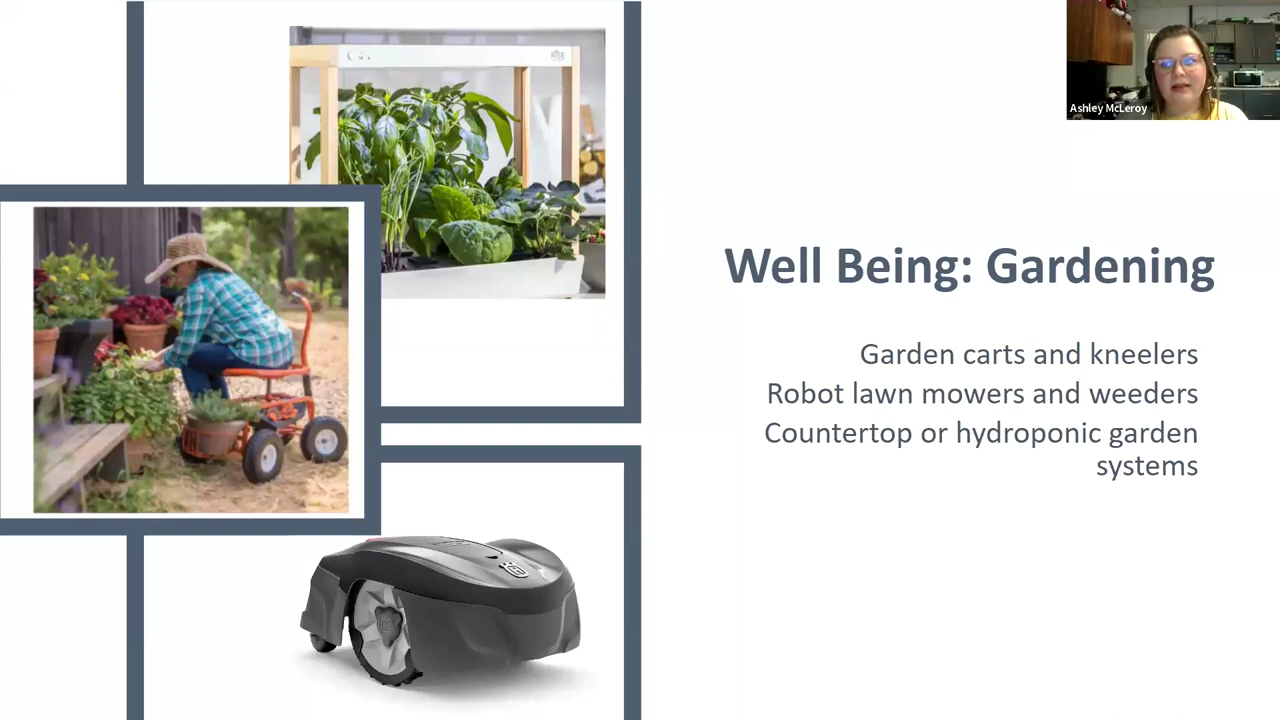 Ashley McLeroy
Well Being: Gardening
Garden carts and kneelers
Robot lawn mowers and weeders
Countertop or hydroponic garden
systems